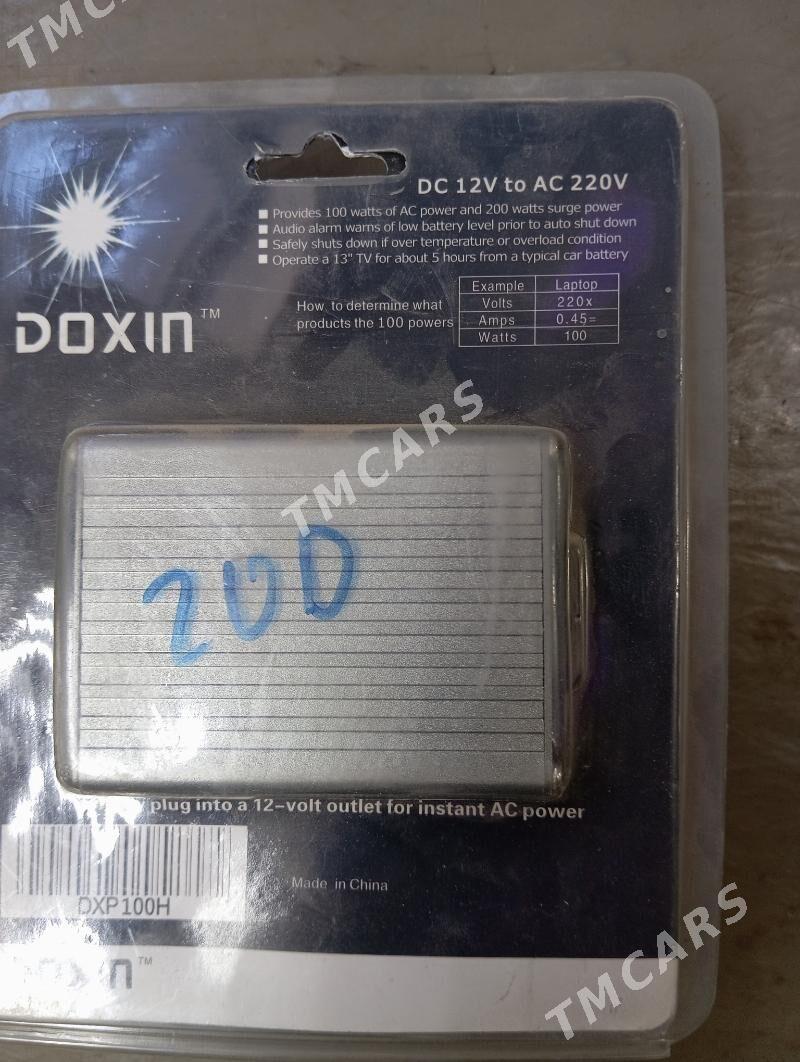 TMCARS
DC 12V to AC 220V
Provides 100 watts of AC power and 200 watts surge power
Audio alarm warns of low battery level prior to auto shut down
Safely shuts down if over temperature or overload condition
Operate a 13" TV for about 5 hours from a typical car battery
DOXIN™
How to determine what
products the 100 powers
Example Laptop
Volts 220x
Amps 0.45=
Watts 100
TMCARS
200
plug into a 12-volt outlet for instant AC power
Made in China
DXP100H
DOXIN™
TMCARS